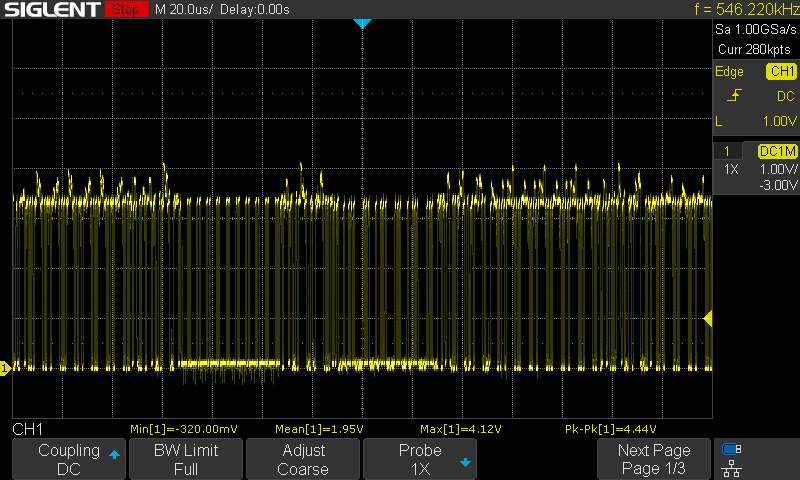 SIGLENT Stop M 20.0us/ Delay:0.00s f = 546.220kHz
Sa 1.00GSa/s
Curr 280kpts
Edge CH1
DC
L 1.00V
1 DC1M
1X 1.00V/
-3.00V
1
CH1 Min[1]=-320.00mV Mean[1]=1.95V Max[1]=4.12V Pk-Pk[1]=4.44V
Coupling BW Limit Adjust Probe Next Page
DC Full Coarse 1X Page 1/3